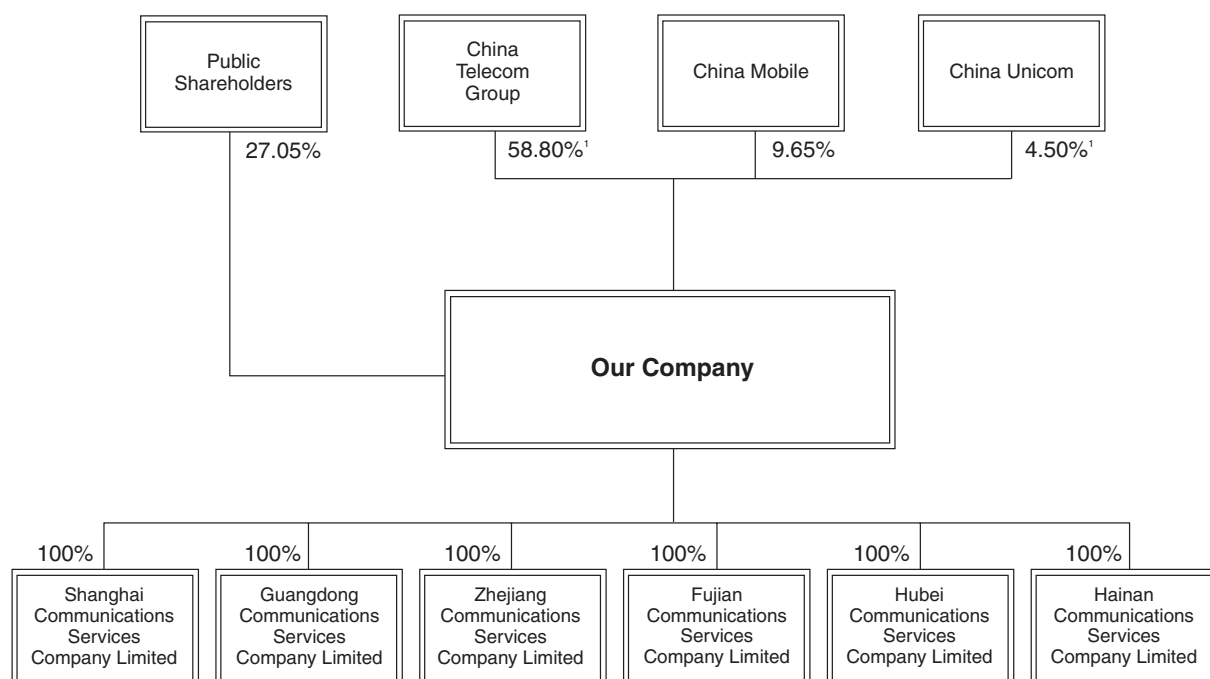 Public
Shareholders
China
Telecom
Group
China Mobile
China Unicom
27.05%
58.80%¹
9.65%
4.50%¹
Our Company
100%
100%
100%
100%
100%
100%
Shanghai
Communications
Services
Company Limited
Guangdong
Communications
Services
Company Limited
Zhejiang
Communications
Services
Company Limited
Fujian
Communications
Services
Company Limited
Hubei
Communications
Services
Company Limited
Hainan
Communications
Services
Company Limited